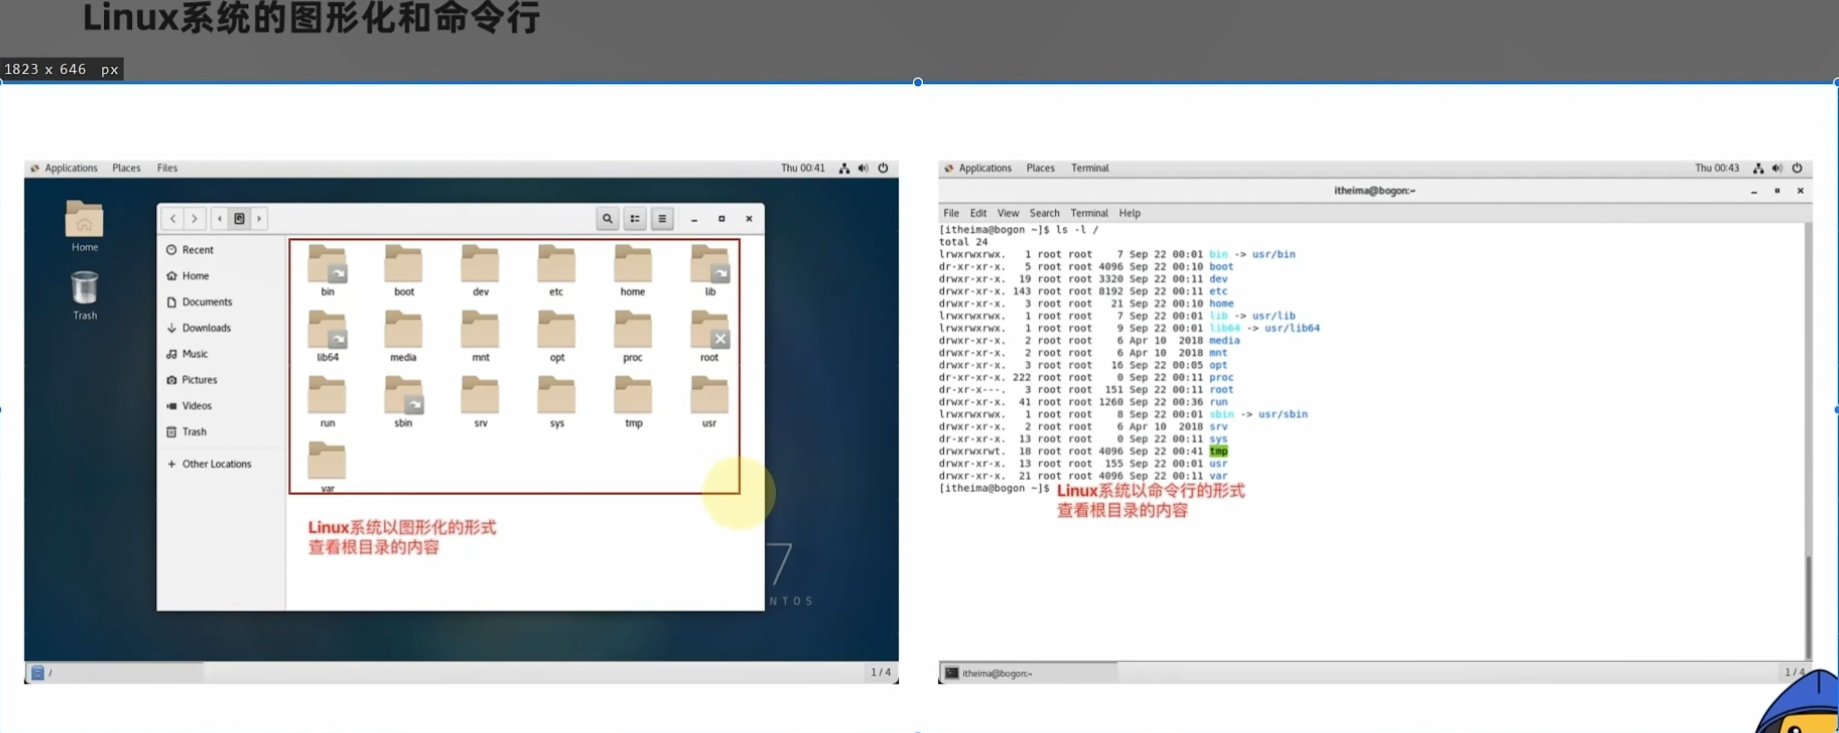 Linux系统的图形化和命令行
1823 x 646 px
Applications Places Files Thu 00:41
Home
Trash
Recent
Home
Documents
Downloads
Music
Pictures
Videos
Trash
+ Other Locations
bin boot dev etc home lib
lib64 media mnt opt proc root
run sbin srv sys tmp usr
var
Linux系统以图形化的形式
查看根目录的内容
7
NTOS
/ 1 / 4
Applications Places Terminal Thu 00:43
itheima@bogon:~
File Edit View Search Terminal Help
[itheima@bogon ~]$ ls -l /
total 24
lrwxrwxrwx. 1 root root 7 Sep 22 00:01 bin -> usr/bin
dr-xr-xr-x. 5 root root 4096 Sep 22 00:10 boot
drwxr-xr-x. 19 root root 3320 Sep 22 00:11 dev
drwxr-xr-x. 143 root root 8192 Sep 22 00:11 etc
drwxr-xr-x. 3 root root 21 Sep 22 00:10 home
lrwxrwxrwx. 1 root root 7 Sep 22 00:01 lib -> usr/lib
lrwxrwxrwx. 1 root root 9 Sep 22 00:01 lib64 -> usr/lib64
drwxr-xr-x. 2 root root 6 Apr 10 2018 media
drwxr-xr-x. 2 root root 6 Apr 10 2018 mnt
drwxr-xr-x. 3 root root 16 Sep 22 00:05 opt
dr-xr-xr-x. 222 root root 0 Sep 22 00:11 proc
dr-xr-x---. 3 root root 151 Sep 22 00:11 root
drwxr-xr-x. 41 root root 1260 Sep 22 00:36 run
lrwxrwxrwx. 1 root root 8 Sep 22 00:01 sbin -> usr/sbin
drwxr-xr-x. 2 root root 6 Apr 10 2018 srv
dr-xr-xr-x. 13 root root 0 Sep 22 00:11 sys
drwxrwxrwt. 18 root root 4096 Sep 22 00:41 tmp
drwxr-xr-x. 13 root root 155 Sep 22 00:01 usr
drwxr-xr-x. 21 root root 4096 Sep 22 00:11 var
[itheima@bogon ~]$
Linux系统以命令行的形式
查看根目录的内容
itheima@bogon:~ 1 / 4